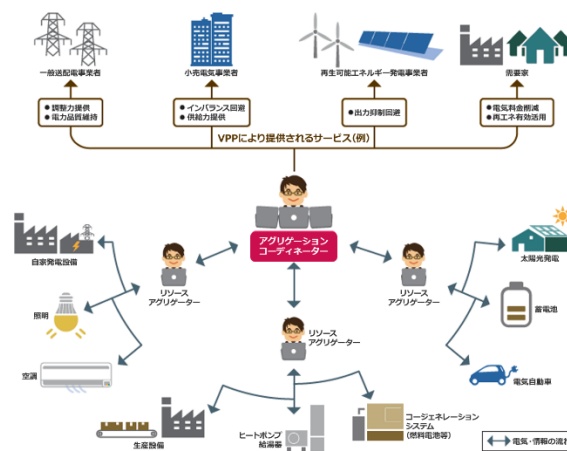 一般送配電事業者
小売電気事業者
再生可能エネルギー発電事業者
需要家
● 調整力提供
● 電力品質維持
● インバランス回避
● 供給力提供
● 出力抑制回避
● 電気料金削減
● 再エネ有効活用
VPPにより提供されるサービス(例)
アグリゲーション
コーディネーター
自家発電設備
リソース
アグリゲーター
リソース
アグリゲーター
太陽光発電
照明
蓄電池
リソース
アグリゲーター
空調
電気自動車
生産設備
ヒートポンプ
給湯器
コージェネレーション
システム
(燃料電池等)
電気・情報の流れ